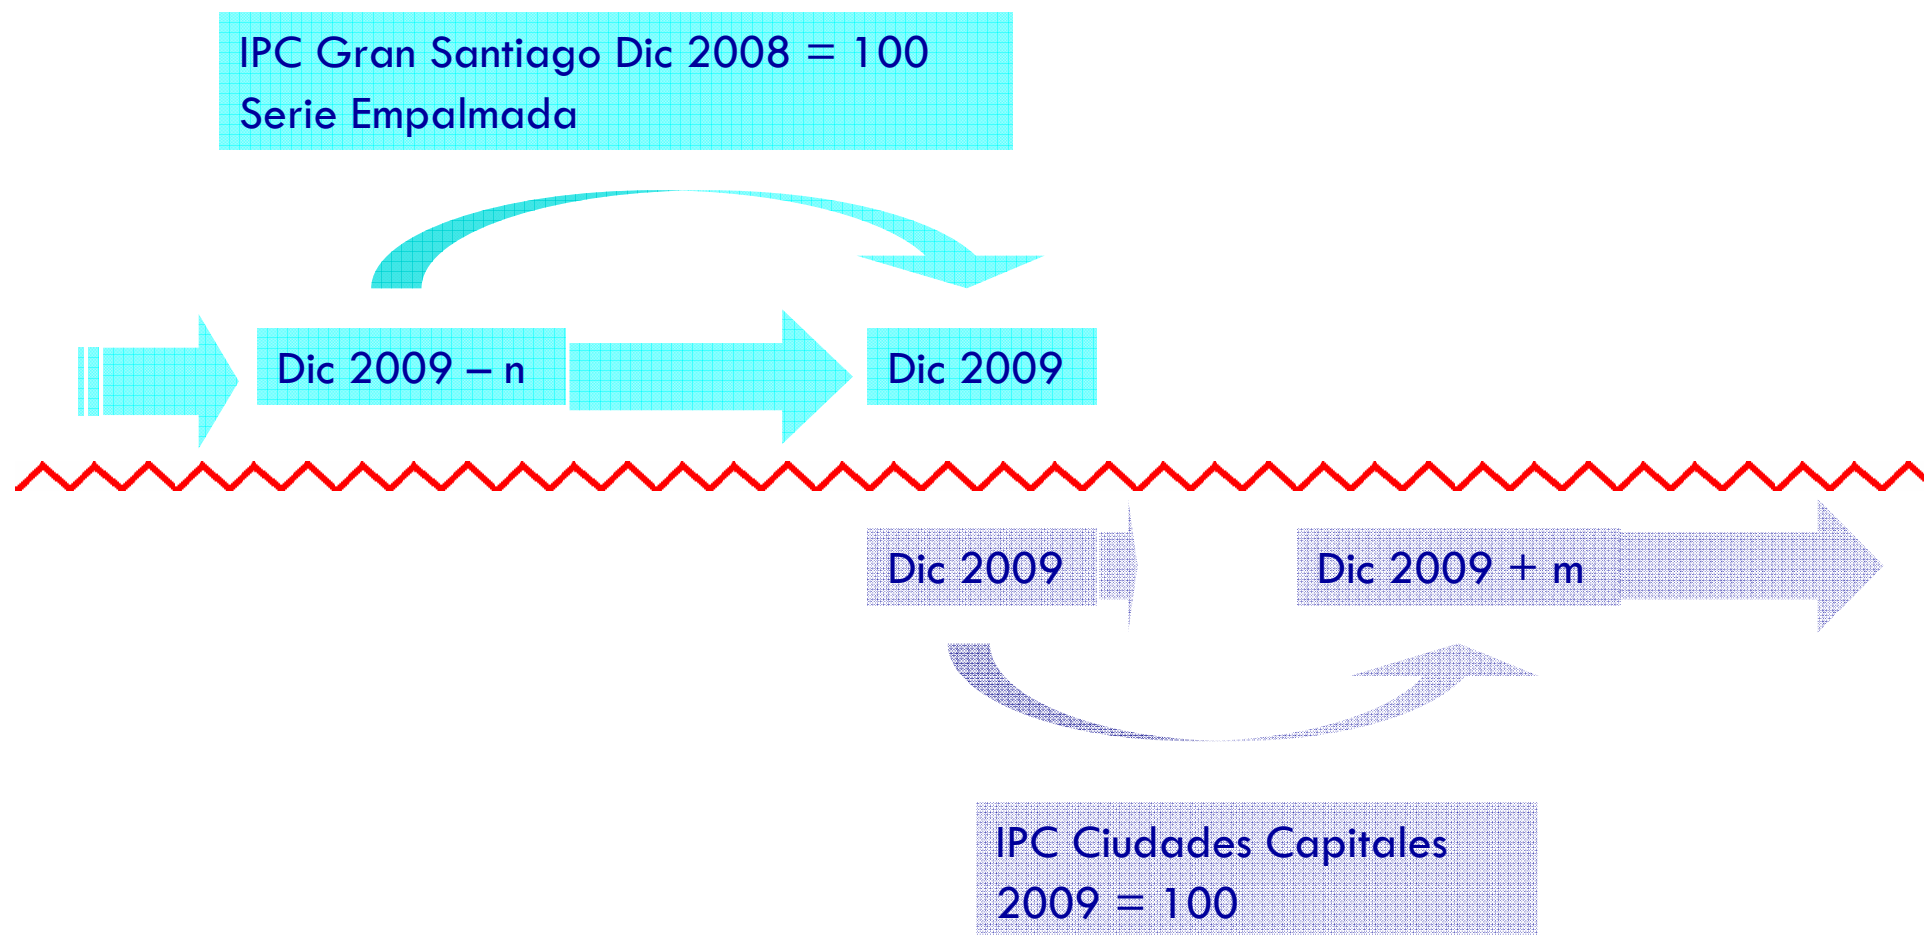 IPC Gran Santiago Dic 2008 = 100
Serie Empalmada
Dic 2009 – n
Dic 2009
Dic 2009
Dic 2009 + m
IPC Ciudades Capitales
2009 = 100